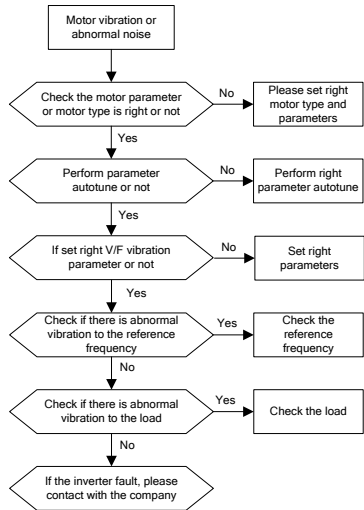 Motor vibration or
abnormal noise
Check the motor parameter
or motor type is right or not
No
Please set right
motor type and
parameters
Yes
Perform parameter
autotune or not
No
Perform right
parameter autotune
Yes
If set right V/F vibration
parameter or not
No
Set right
parameters
Yes
Check if there is abnormal
vibration to the reference
frequency
Yes
Check the
reference
frequency
No
Check if there is abnormal
vibration to the load
Yes
Check the load
No
If the inverter fault, please
contact with the company